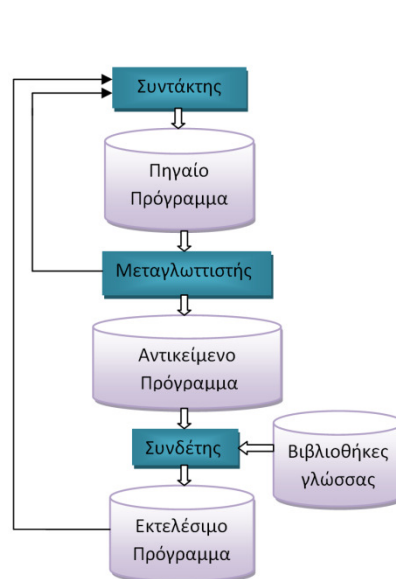 Συντάκτης
Πηγαίο
Πρόγραμμα
Μεταγλωττιστής
Αντικείμενο
Πρόγραμμα
Συνδέτης
Βιβλιοθήκες
γλώσσας
Εκτελέσιμο
Πρόγραμμα